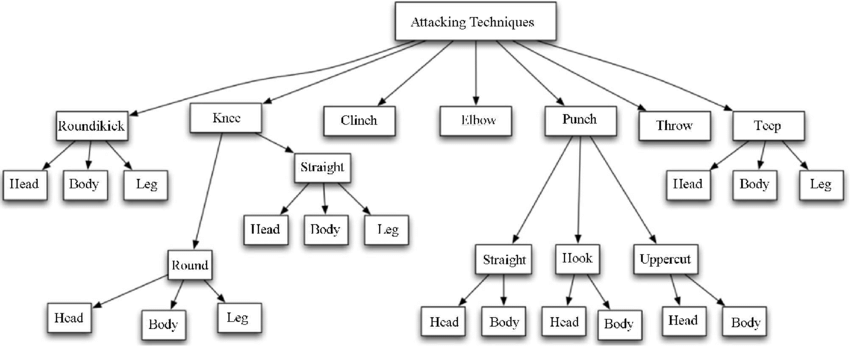 Attacking Techniques
Roundikick
Knee
Clinch
Elbow
Punch
Throw
Teep
Head
Body
Leg
Straight
Head
Body
Leg
Head
Body
Leg
Round
Straight
Hook
Uppercut
Head
Body
Leg
Head
Body
Head
Body
Head
Body